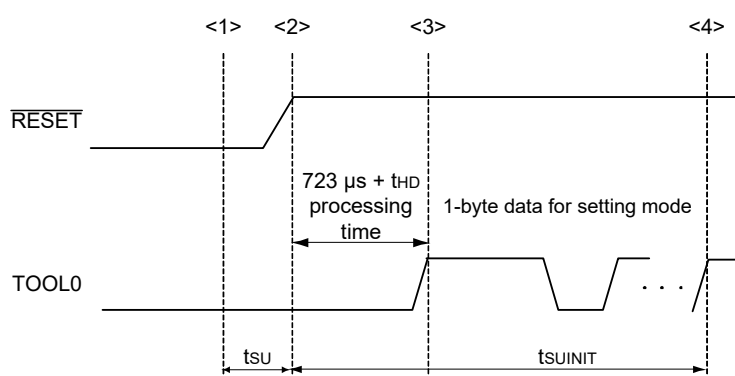 <1> <2> <3> <4>
RESET
723 µs + tHD
processing
time
1-byte data for setting mode
TOOL0
. . .
tSU
tSUINIT